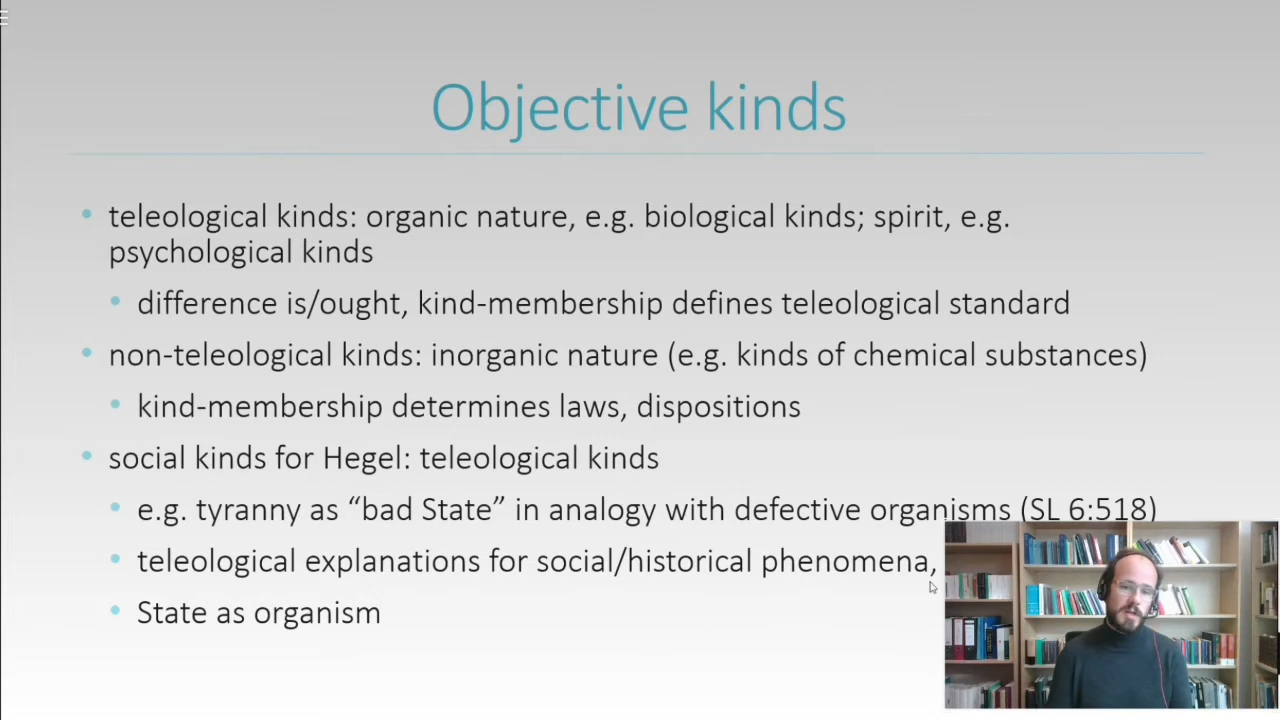 Objective kinds
• teleological kinds: organic nature, e.g. biological kinds; spirit, e.g.
psychological kinds
• difference is/ought, kind-membership defines teleological standard
• non-teleological kinds: inorganic nature (e.g. kinds of chemical substances)
• kind-membership determines laws, dispositions
• social kinds for Hegel: teleological kinds
• e.g. tyranny as “bad State” in analogy with defective organisms (SL 6:518)
• teleological explanations for social/historical phenomena,
• State as organism